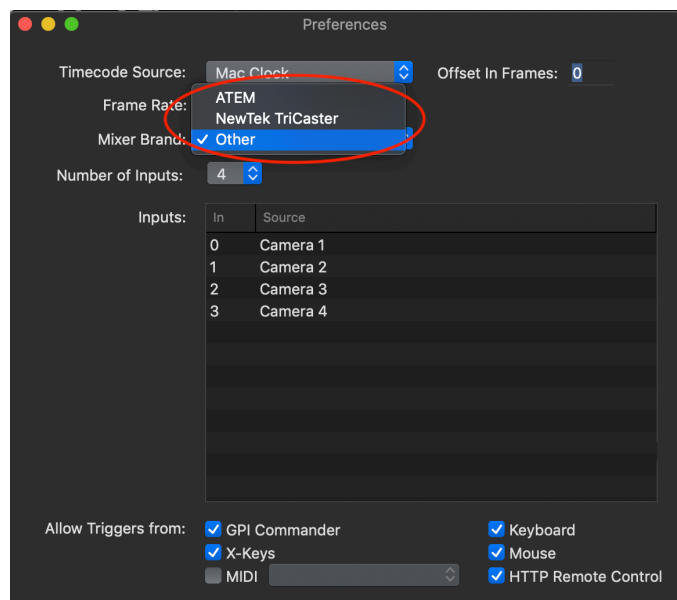 Preferences
Timecode Source: Mac Clock Offset In Frames: 0
Frame Rate:
ATEM
NewTek TriCaster
Mixer Brand: ✓ Other
Number of Inputs: 4
Inputs: In Source
0 Camera 1
1 Camera 2
2 Camera 3
3 Camera 4
Allow Triggers from: GPI Commander Keyboard
X-Keys Mouse
MIDI HTTP Remote Control